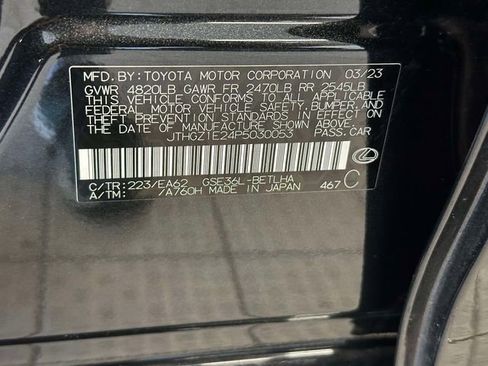 MFD.BY:TOYOTA MOTOR CORPORATION 03/23
GVWR 4820LB GAWR FR 2470LB RR 2545LB
THIS VEHICLE CONFORMS TO ALL APPLICABLE
FEDERAL MOTOR VEHICLE SAFETY, BUMPER, AND
THEFT PREVENTION STANDARDS IN EFFECT ON
THE DATE OF MANUFACTURE SHOWN ABOVE.
JTHGZ1E24P5030053 PASS.CAR
C/TR:223/EA62 GSE36L-BETLHA
A/TM: /A760H MADE IN JAPAN 467 C